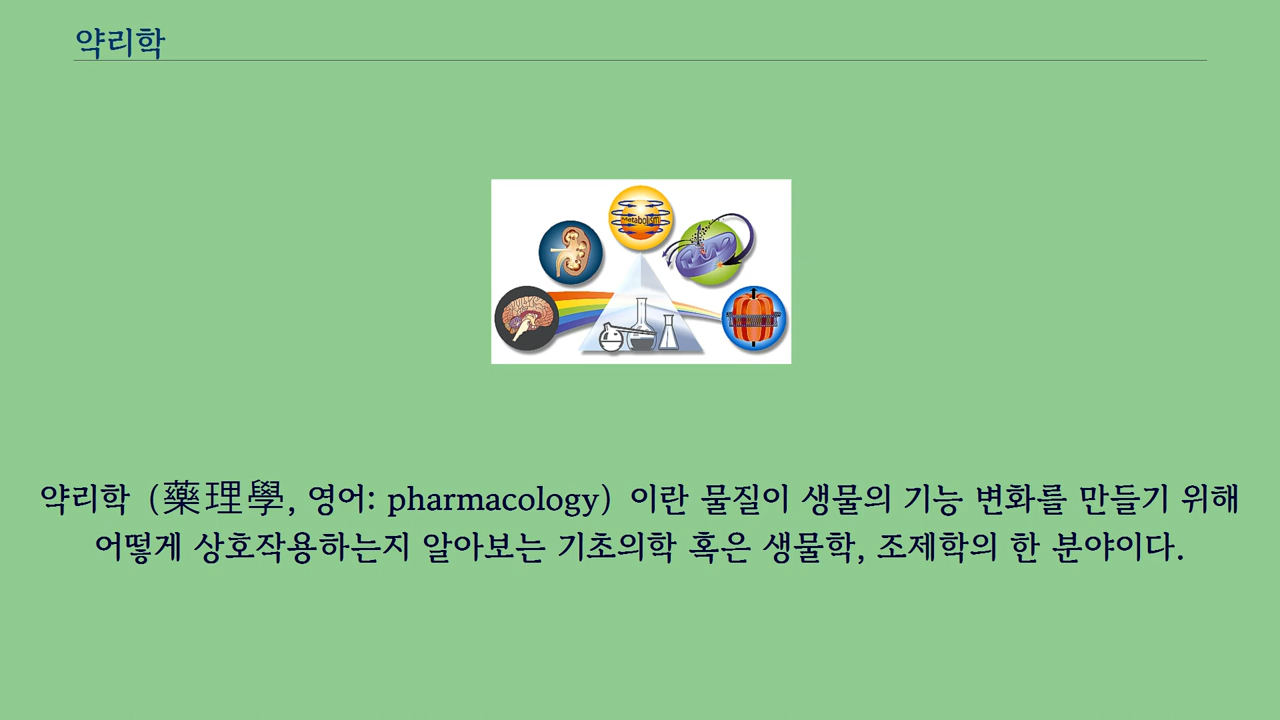 약리학
Metabolism
약리학 (藥理學, 영어: pharmacology) 이란 물질이 생물의 기능 변화를 만들기 위해
어떻게 상호작용하는지 알아보는 기초의학 혹은 생물학, 조제학의 한 분야이다.